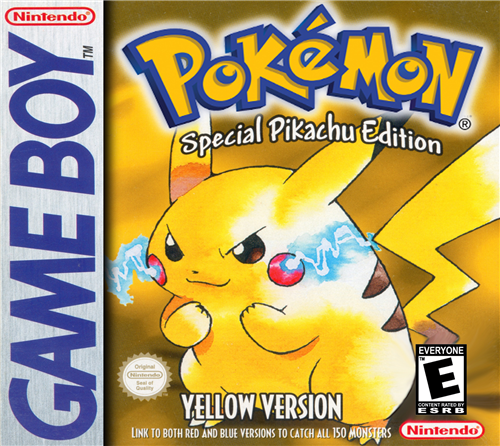 Nintendo®
GAME BOY™
POKéMON®
Special Pikachu Edition
Original
Nintendo
Seal of
Quality
YELLOW VERSION
LINK TO BOTH RED AND BLUE VERSIONS TO CATCH ALL 150 MONSTERS
EVERYONE
™
E
®
CONTENT RATED BY
ESRB
Nintendo®